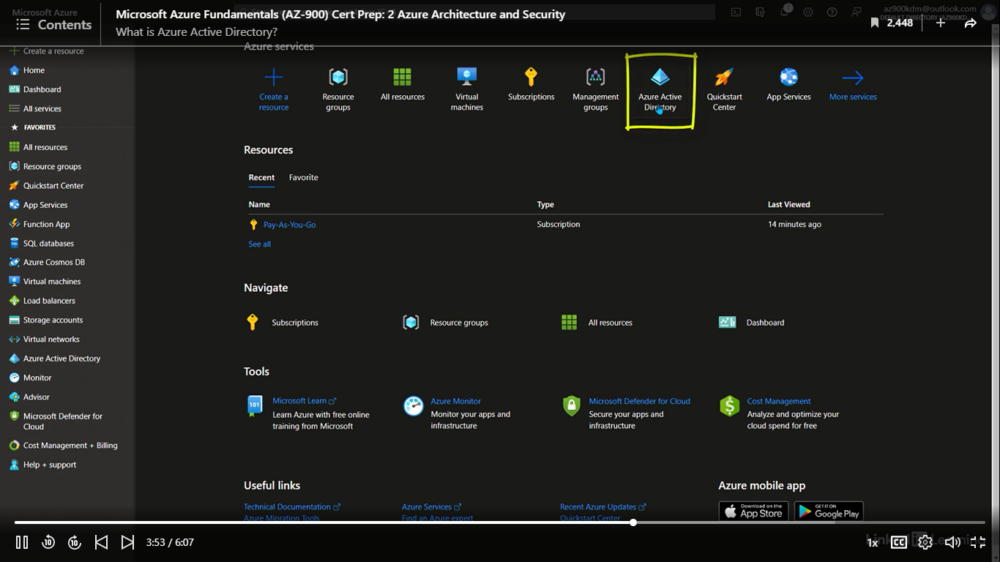 Microsoft Azure
Contents
Microsoft Azure Fundamentals (AZ-900) Cert Prep: 2 Azure Architecture and Security
What is Azure Active Directory?
1
az900kdm@outlook.com
2,448
Create a resource
Home
Dashboard
All services
FAVORITES
All resources
Resource groups
Quickstart Center
App Services
Function App
SQL databases
Azure Cosmos DB
Virtual machines
Load balancers
Storage accounts
Virtual networks
Azure Active Directory
Monitor
Advisor
Microsoft Defender for
Cloud
Cost Management + Billing
Help + support
Azure services
Create a
resource
Resource
groups
All resources
Virtual
machines
Subscriptions
Management
groups
Azure Active
Directory
Quickstart
Center
App Services
More services
Resources
Recent Favorite
Name Type Last Viewed
Pay-As-You-Go Subscription 14 minutes ago
See all
Navigate
Subscriptions Resource groups All resources Dashboard
Tools
101
Microsoft Learn
Learn Azure with free online
training from Microsoft
Azure Monitor
Monitor your apps and
infrastructure
Microsoft Defender for Cloud
Secure your apps and
infrastructure
Cost Management
Analyze and optimize your
cloud spend for free
Useful links
Technical Documentation Azure Services Recent Azure Updates
Azure Migration Tools Find an Azure expert Quickstart Center
Azure mobile app
Download on the
App Store
GET IT ON
Google Play
10 10 3:53 / 6:07
1x CC